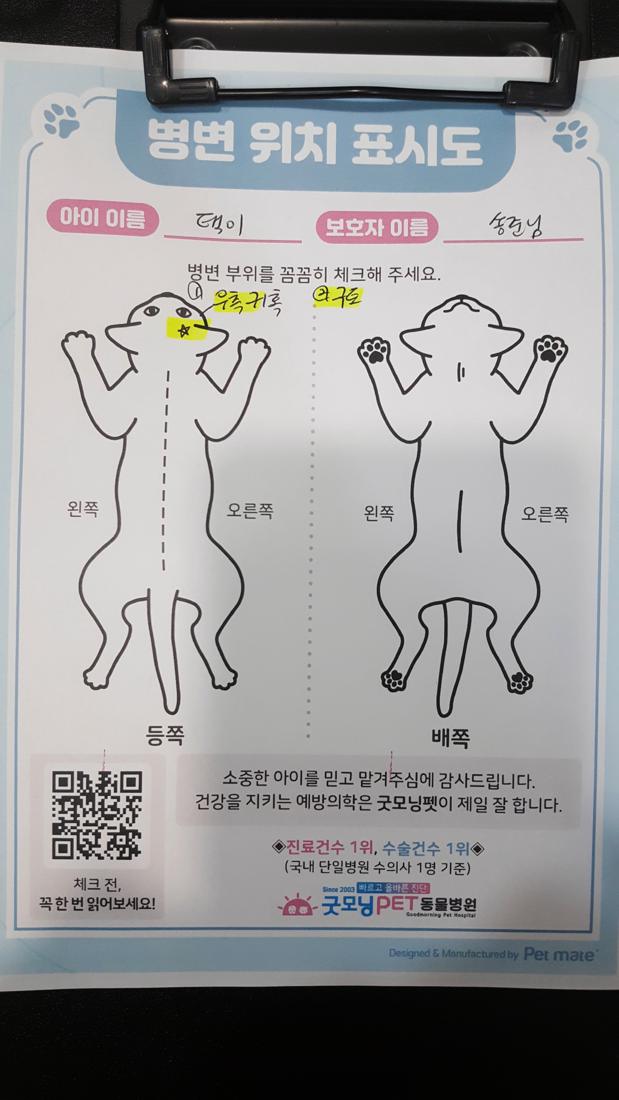 병변 위치 표시도
아이 이름 택이 보호자 이름 송준님
병변 부위를 꼼꼼히 체크해 주세요.
① 우측 귀 혹 ② 구토
왼쪽 오른쪽 왼쪽 오른쪽
등쪽 배쪽
소중한 아이를 믿고 맡겨주심에 감사드립니다.
건강을 지키는 예방의학은 굿모닝펫이 제일 잘 합니다.
체크 전,
꼭 한 번 읽어보세요!
◈진료건수 1위, 수술건수 1위◈
(국내 단일병원 수의사 1명 기준)
Since 2003 빠르고 올바른 진단
굿모닝PET동물병원
Goodmorning Pet Hospital
Designed & Manufactured by Pet mate